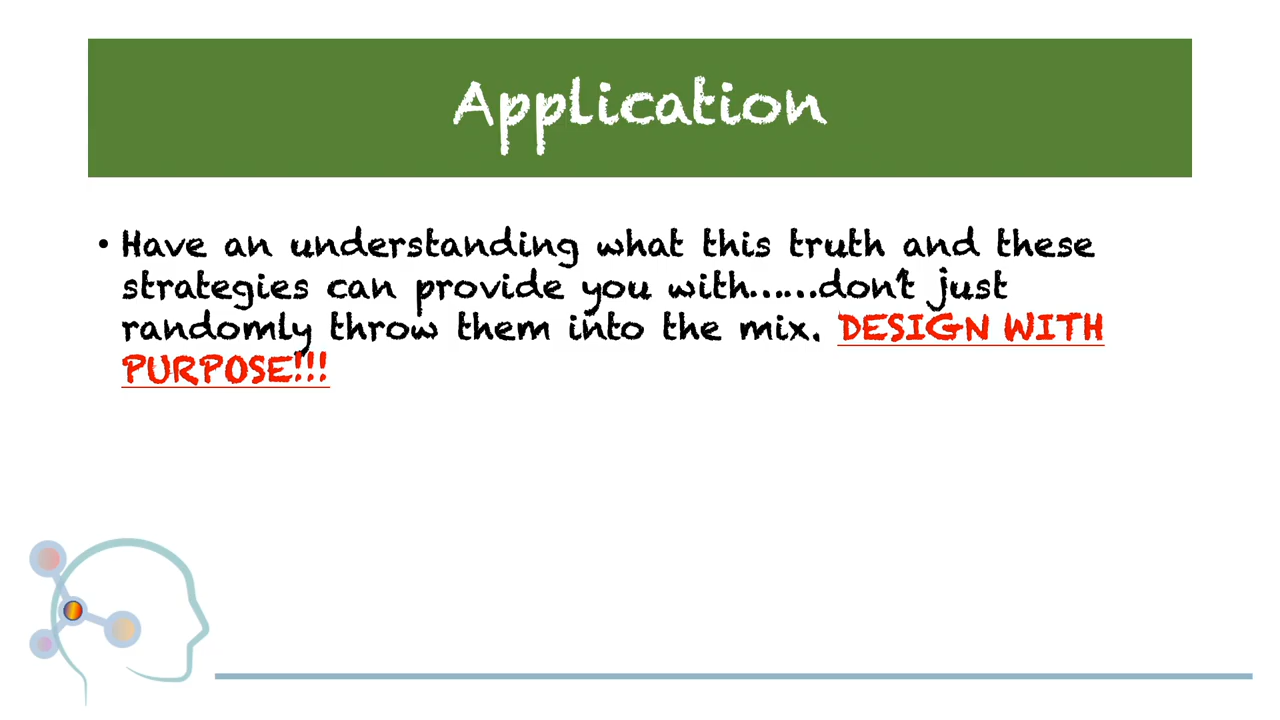 Application
• Have an understanding what this truth and these
strategies can provide you with……don't just
randomly throw them into the mix. DESIGN WITH
PURPOSE!!!